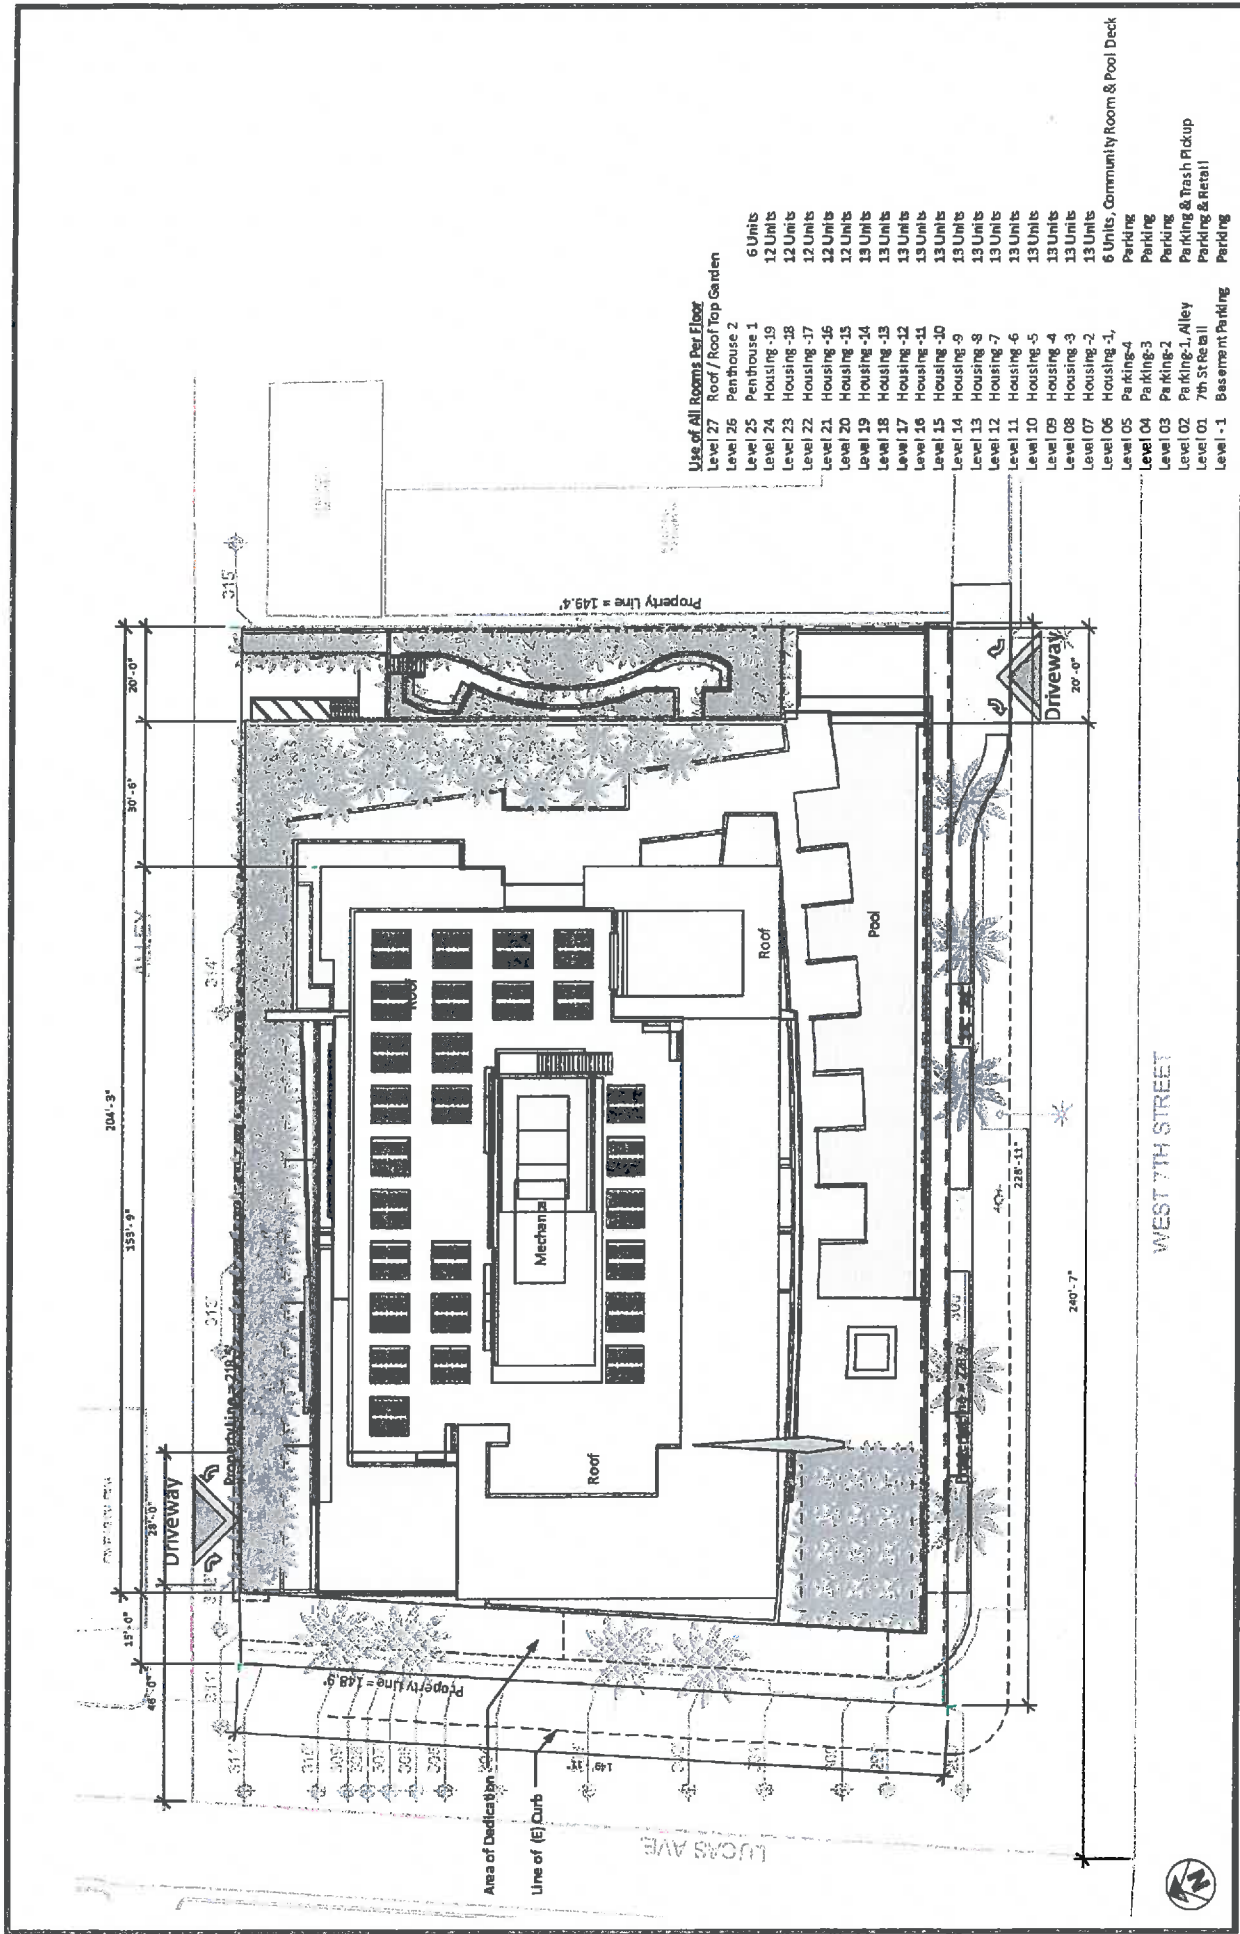 204'-3"
153'-9"
30'-6"
20'-0"
15'-0"
46'-0"
Driveway
Property Line = 149.4'
Property Line = 148.9'
315'
314'
Roof
Roof
Roof
Pool
Driveway
20'-0"
240'-7"
WEST 7TH STREET
LUCAS AVE
Area of Dedication
Line of (E) Curb
N
Use of All Rooms Per Floor
Level 27 Roof / Roof Top Garden
Level 26 Penthouse 2
Level 25 Penthouse 1 6 Units
Level 24 Housing -19 12 Units
Level 23 Housing -18 12 Units
Level 22 Housing -17 12 Units
Level 21 Housing -16 12 Units
Level 20 Housing -15 12 Units
Level 19 Housing -14 13 Units
Level 18 Housing -13 13 Units
Level 17 Housing -12 13 Units
Level 16 Housing -11 13 Units
Level 15 Housing -10 13 Units
Level 14 Housing -9 13 Units
Level 13 Housing -8 13 Units
Level 12 Housing -7 13 Units
Level 11 Housing -6 13 Units
Level 10 Housing -5 13 Units
Level 09 Housing -4 13 Units
Level 08 Housing -3 13 Units
Level 07 Housing -2 13 Units
Level 06 Housing -1, 6 Units, Community Room & Pool Deck
Level 05 Parking-4 Parking
Level 04 Parking-3 Parking
Level 03 Parking-2 Parking
Level 02 Parking-1, Alley Parking & Trash Pickup
Level 01 7th St Retail Parking & Retail
Level -1 Basement Parking Parking